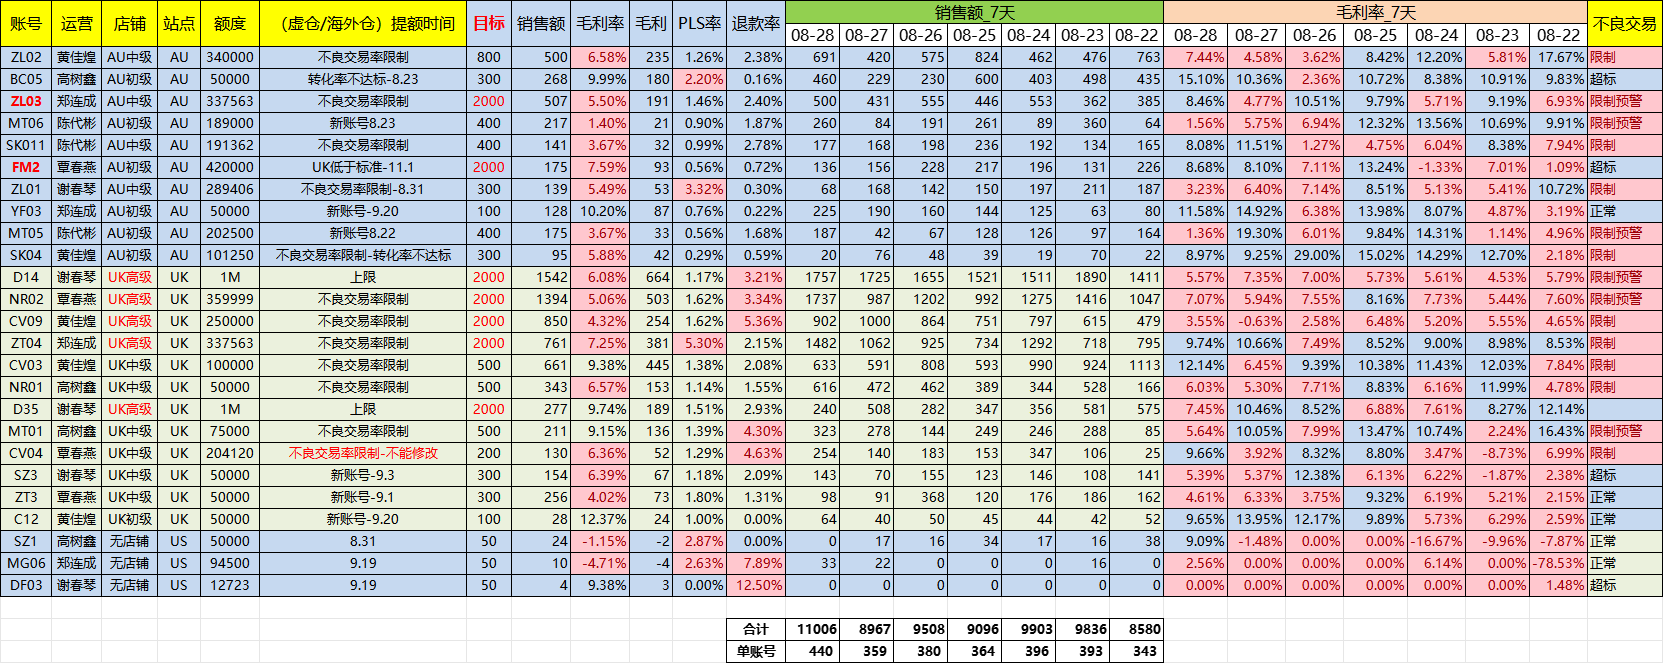 账号 运营 店铺 站点 额度 （虚仓/海外仓）提额时间 目标 销售额 毛利率 毛利 PLS率 退款率 销售额_7天 毛利率_7天 不良交易
08-28 08-27 08-26 08-25 08-24 08-23 08-22 08-28 08-27 08-26 08-25 08-24 08-23 08-22
ZL02 黄佳煌 AU中级 AU 340000 不良交易率限制 800 500 6.58% 235 1.26% 2.38% 691 420 575 824 462 476 763 7.44% 4.58% 3.62% 8.42% 12.20% 5.81% 17.67% 限制
BC05 高树鑫 AU初级 AU 50000 转化率不达标-8.23 300 268 9.99% 180 2.20% 0.16% 460 229 230 600 403 498 435 15.10% 10.36% 2.36% 10.72% 8.38% 10.91% 9.83% 超标
ZL03 郑连成 AU中级 AU 337563 不良交易率限制 2000 507 5.50% 191 1.46% 2.40% 500 431 555 446 553 362 385 8.46% 4.77% 10.51% 9.79% 5.71% 9.19% 6.93% 限制预警
MT06 陈代彬 AU初级 AU 189000 新账号8.23 400 217 1.40% 21 0.90% 1.87% 260 84 191 261 89 360 64 1.56% 5.75% 6.94% 12.32% 13.56% 10.69% 9.91% 限制预警
SK011 陈代彬 AU中级 AU 191362 不良交易率限制 400 141 3.67% 32 0.99% 2.78% 177 168 198 236 192 134 165 8.08% 11.51% 1.27% 4.75% 6.04% 8.38% 7.94% 限制
FM2 覃春燕 AU初级 AU 420000 UK低于标准-11.1 2000 175 7.59% 93 0.56% 0.72% 136 156 228 217 196 131 226 8.68% 8.10% 7.11% 13.24% -1.33% 7.01% 1.09% 超标
ZL01 谢春琴 AU中级 AU 289406 不良交易率限制-8.31 300 139 5.49% 53 3.32% 0.30% 68 168 142 150 197 211 187 3.23% 6.40% 7.14% 8.51% 5.13% 5.41% 10.72% 限制
YF03 郑连成 AU初级 AU 50000 新账号-9.20 100 128 10.20% 87 0.76% 0.22% 225 190 160 144 125 63 80 11.58% 14.92% 6.38% 13.98% 8.07% 4.87% 3.19% 正常
MT05 陈代彬 AU初级 AU 202500 新账号8.22 400 175 3.67% 33 0.56% 1.68% 187 42 67 128 126 97 164 1.36% 19.30% 6.01% 9.84% 14.31% 1.14% 4.96% 限制预警
SK04 黄佳煌 AU初级 AU 101250 不良交易率限制-转化率不达标 300 95 5.88% 42 0.29% 0.59% 20 76 48 39 19 70 22 8.97% 9.25% 29.00% 15.02% 14.29% 12.70% 2.18% 限制
D14 谢春琴 UK高级 UK 1M 上限 2000 1542 6.08% 664 1.17% 3.21% 1757 1725 1655 1521 1511 1890 1411 5.57% 7.35% 7.00% 5.73% 5.61% 4.53% 5.79% 限制预警
NR02 覃春燕 UK高级 UK 359999 不良交易率限制 2000 1394 5.06% 503 1.62% 3.34% 1737 987 1202 992 1275 1416 1047 7.07% 5.94% 7.55% 8.16% 7.73% 5.44% 7.60% 限制预警
CV09 黄佳煌 UK高级 UK 250000 不良交易率限制 2000 850 4.32% 254 1.62% 5.36% 902 1000 864 751 797 615 479 3.55% -0.63% 2.58% 6.48% 5.20% 5.55% 4.65% 限制
ZT04 郑连成 UK高级 UK 337563 不良交易率限制 2000 761 7.25% 381 5.30% 2.15% 1482 1062 925 734 1292 718 795 9.74% 10.66% 7.49% 8.52% 9.00% 8.98% 8.53% 限制
CV03 黄佳煌 UK中级 UK 100000 不良交易率限制 500 661 9.38% 445 1.38% 2.08% 633 591 808 593 990 924 1113 12.14% 6.45% 9.39% 10.38% 11.43% 12.03% 7.84% 限制
NR01 高树鑫 UK中级 UK 50000 不良交易率限制 500 343 6.57% 153 1.14% 1.55% 616 472 462 389 344 528 166 6.03% 5.30% 7.71% 8.83% 6.16% 11.99% 4.78% 限制
D35 谢春琴 UK高级 UK 1M 上限 2000 277 9.74% 189 1.51% 2.93% 240 508 282 347 356 581 575 7.45% 10.46% 8.52% 6.88% 7.61% 8.27% 12.14%
MT01 高树鑫 UK中级 UK 75000 不良交易率限制 500 211 9.15% 136 1.39% 4.30% 323 278 144 249 246 288 85 5.64% 10.05% 7.99% 13.47% 10.74% 2.24% 16.43% 限制预警
CV04 覃春燕 UK中级 UK 204120 不良交易率限制-不能修改 200 130 6.36% 52 1.29% 4.63% 254 140 183 153 347 106 25 9.66% 3.92% 8.32% 8.80% 3.47% -8.73% 6.99% 限制
SZ3 谢春琴 UK中级 UK 50000 新账号-9.3 300 154 6.39% 67 1.18% 2.09% 143 70 155 123 146 108 141 5.39% 5.37% 12.38% 6.13% 6.22% -1.87% 2.38% 超标
ZT3 覃春燕 UK中级 UK 50000 新账号-9.1 300 256 4.02% 73 1.80% 1.31% 98 91 368 120 176 186 162 4.61% 6.33% 3.75% 9.32% 6.19% 5.21% 2.15% 正常
C12 黄佳煌 UK初级 UK 50000 新账号-9.20 100 28 12.37% 24 1.00% 0.00% 64 40 50 45 44 42 52 9.65% 13.95% 12.17% 9.89% 5.73% 6.29% 2.59% 正常
SZ1 高树鑫 无店铺 US 50000 8.31 50 24 -1.15% -2 2.87% 0.00% 0 17 16 34 17 16 38 9.09% -1.48% 0.00% 0.00% -16.67% -9.96% -7.87% 正常
MG06 郑连成 无店铺 US 94500 9.19 50 10 -4.71% -4 2.63% 7.89% 33 22 0 0 0 16 0 2.56% 0.00% 0.00% 0.00% 6.14% 0.00% -78.53% 正常
DF03 谢春琴 无店铺 US 12723 9.19 50 4 9.38% 3 0.00% 12.50% 0 0 0 0 0 0 0 0.00% 0.00% 0.00% 0.00% 0.00% 0.00% 1.48% 超标
合计 11006 8967 9508 9096 9903 9836 8580
单账号 440 359 380 364 396 393 343